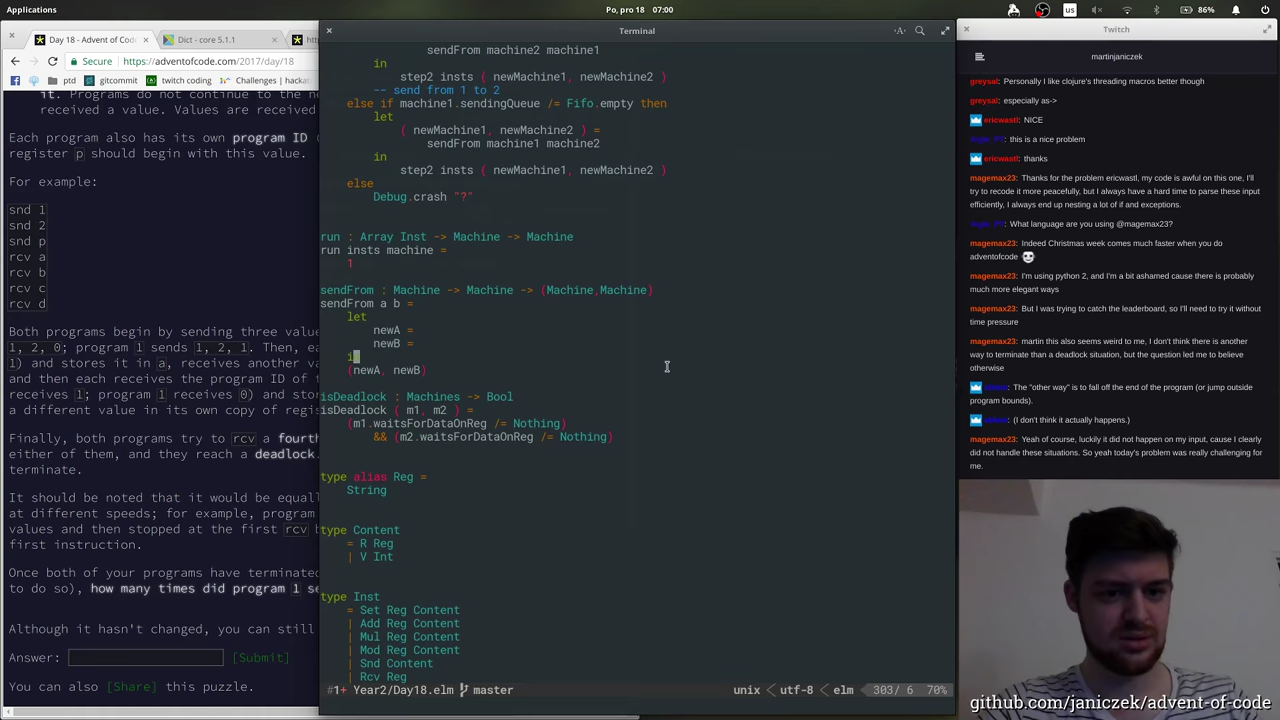 Applications
Po, pro 18 07:00
us
86%
Day 18 - Advent of Cod
Dict - core 5.1.1
Secure https://adventofcode.com/2017/day/18
ptd
gitcommit
twitch coding
Challenges | hackat
it. Programs do not continue to the n
received a value. Values are received
Each program also has its own program ID (
register p should begin with this value.
For example:
snd 1
snd 2
snd p
rcv a
rcv b
rcv c
rcv d
Both programs begin by sending three value
1, 2, 0; program 1 sends 1, 2, 1. Then, ea
1) and stores it in a, receives another va
and then each receives the program ID of t
receives 1; program 1 receives 0) and stor
a different value in its own copy of regis
Finally, both programs try to rcv a fourth
either of them, and they reach a deadlock.
terminate.
It should be noted that it would be equall
at different speeds; for example, program
values and then stopped at the first rcv b
first instruction.
Once both of your programs have terminated
to do so), how many times did program 1 se
Although it hasn't changed, you can still
Answer:
[Submit]
You can also [Share] this puzzle.
Terminal
sendFrom machine2 machine1
in
step2 insts ( newMachine1, newMachine2 )
-- send from 1 to 2
else if machine1.sendingQueue /= Fifo.empty then
let
( newMachine1, newMachine2 ) =
sendFrom machine1 machine2
in
step2 insts ( newMachine1, newMachine2 )
else
Debug.crash "?"
run : Array Inst -> Machine -> Machine
run insts machine =
1
sendFrom : Machine -> Machine -> (Machine,Machine)
sendFrom a b =
let
newA =
newB =
i
(newA, newB)
isDeadlock : Machines -> Bool
isDeadlock ( m1, m2 ) =
(m1.waitsForDataOnReg /= Nothing)
&& (m2.waitsForDataOnReg /= Nothing)
type alias Reg =
String
type Content
= R Reg
| V Int
type Inst
= Set Reg Content
| Add Reg Content
| Mul Reg Content
| Mod Reg Content
| Snd Content
| Rcv Reg
#1+ Year2/Day18.elm master
unix < utf-8 < elm 303/ 6 70%
Twitch
martinjaniczek
greysal: Personally I like clojure's threading macros better though
greysal: especially as->
ericwastl: NICE
this is a nice problem
ericwastl: thanks
magemax23: Thanks for the problem ericwastl, my code is awful on this one, I'll
try to recode it more peacefully, but I always have a hard time to parse these input
efficiently, I always end up nesting a lot of if and exceptions.
What language are you using @magemax23?
magemax23: Indeed Christmas week comes much faster when you do
adventofcode
magemax23: I'm using python 2, and I'm a bit ashamed cause there is probably
much more elegant ways
magemax23: But I was trying to catch the leaderboard, so I'll need to try it without
time pressure
magemax23: martin this also seems weird to me, I don't think there is another
way to terminate than a deadlock situation, but the question led me to believe
otherwise
The "other way" is to fall off the end of the program (or jump outside
program bounds).
(I don't think it actually happens.)
magemax23: Yeah of course, luckily it did not happen on my input, cause I clearly
did not handle these situations. So yeah today's problem was really challenging for
me.
github.com/janiczek/advent-of-code